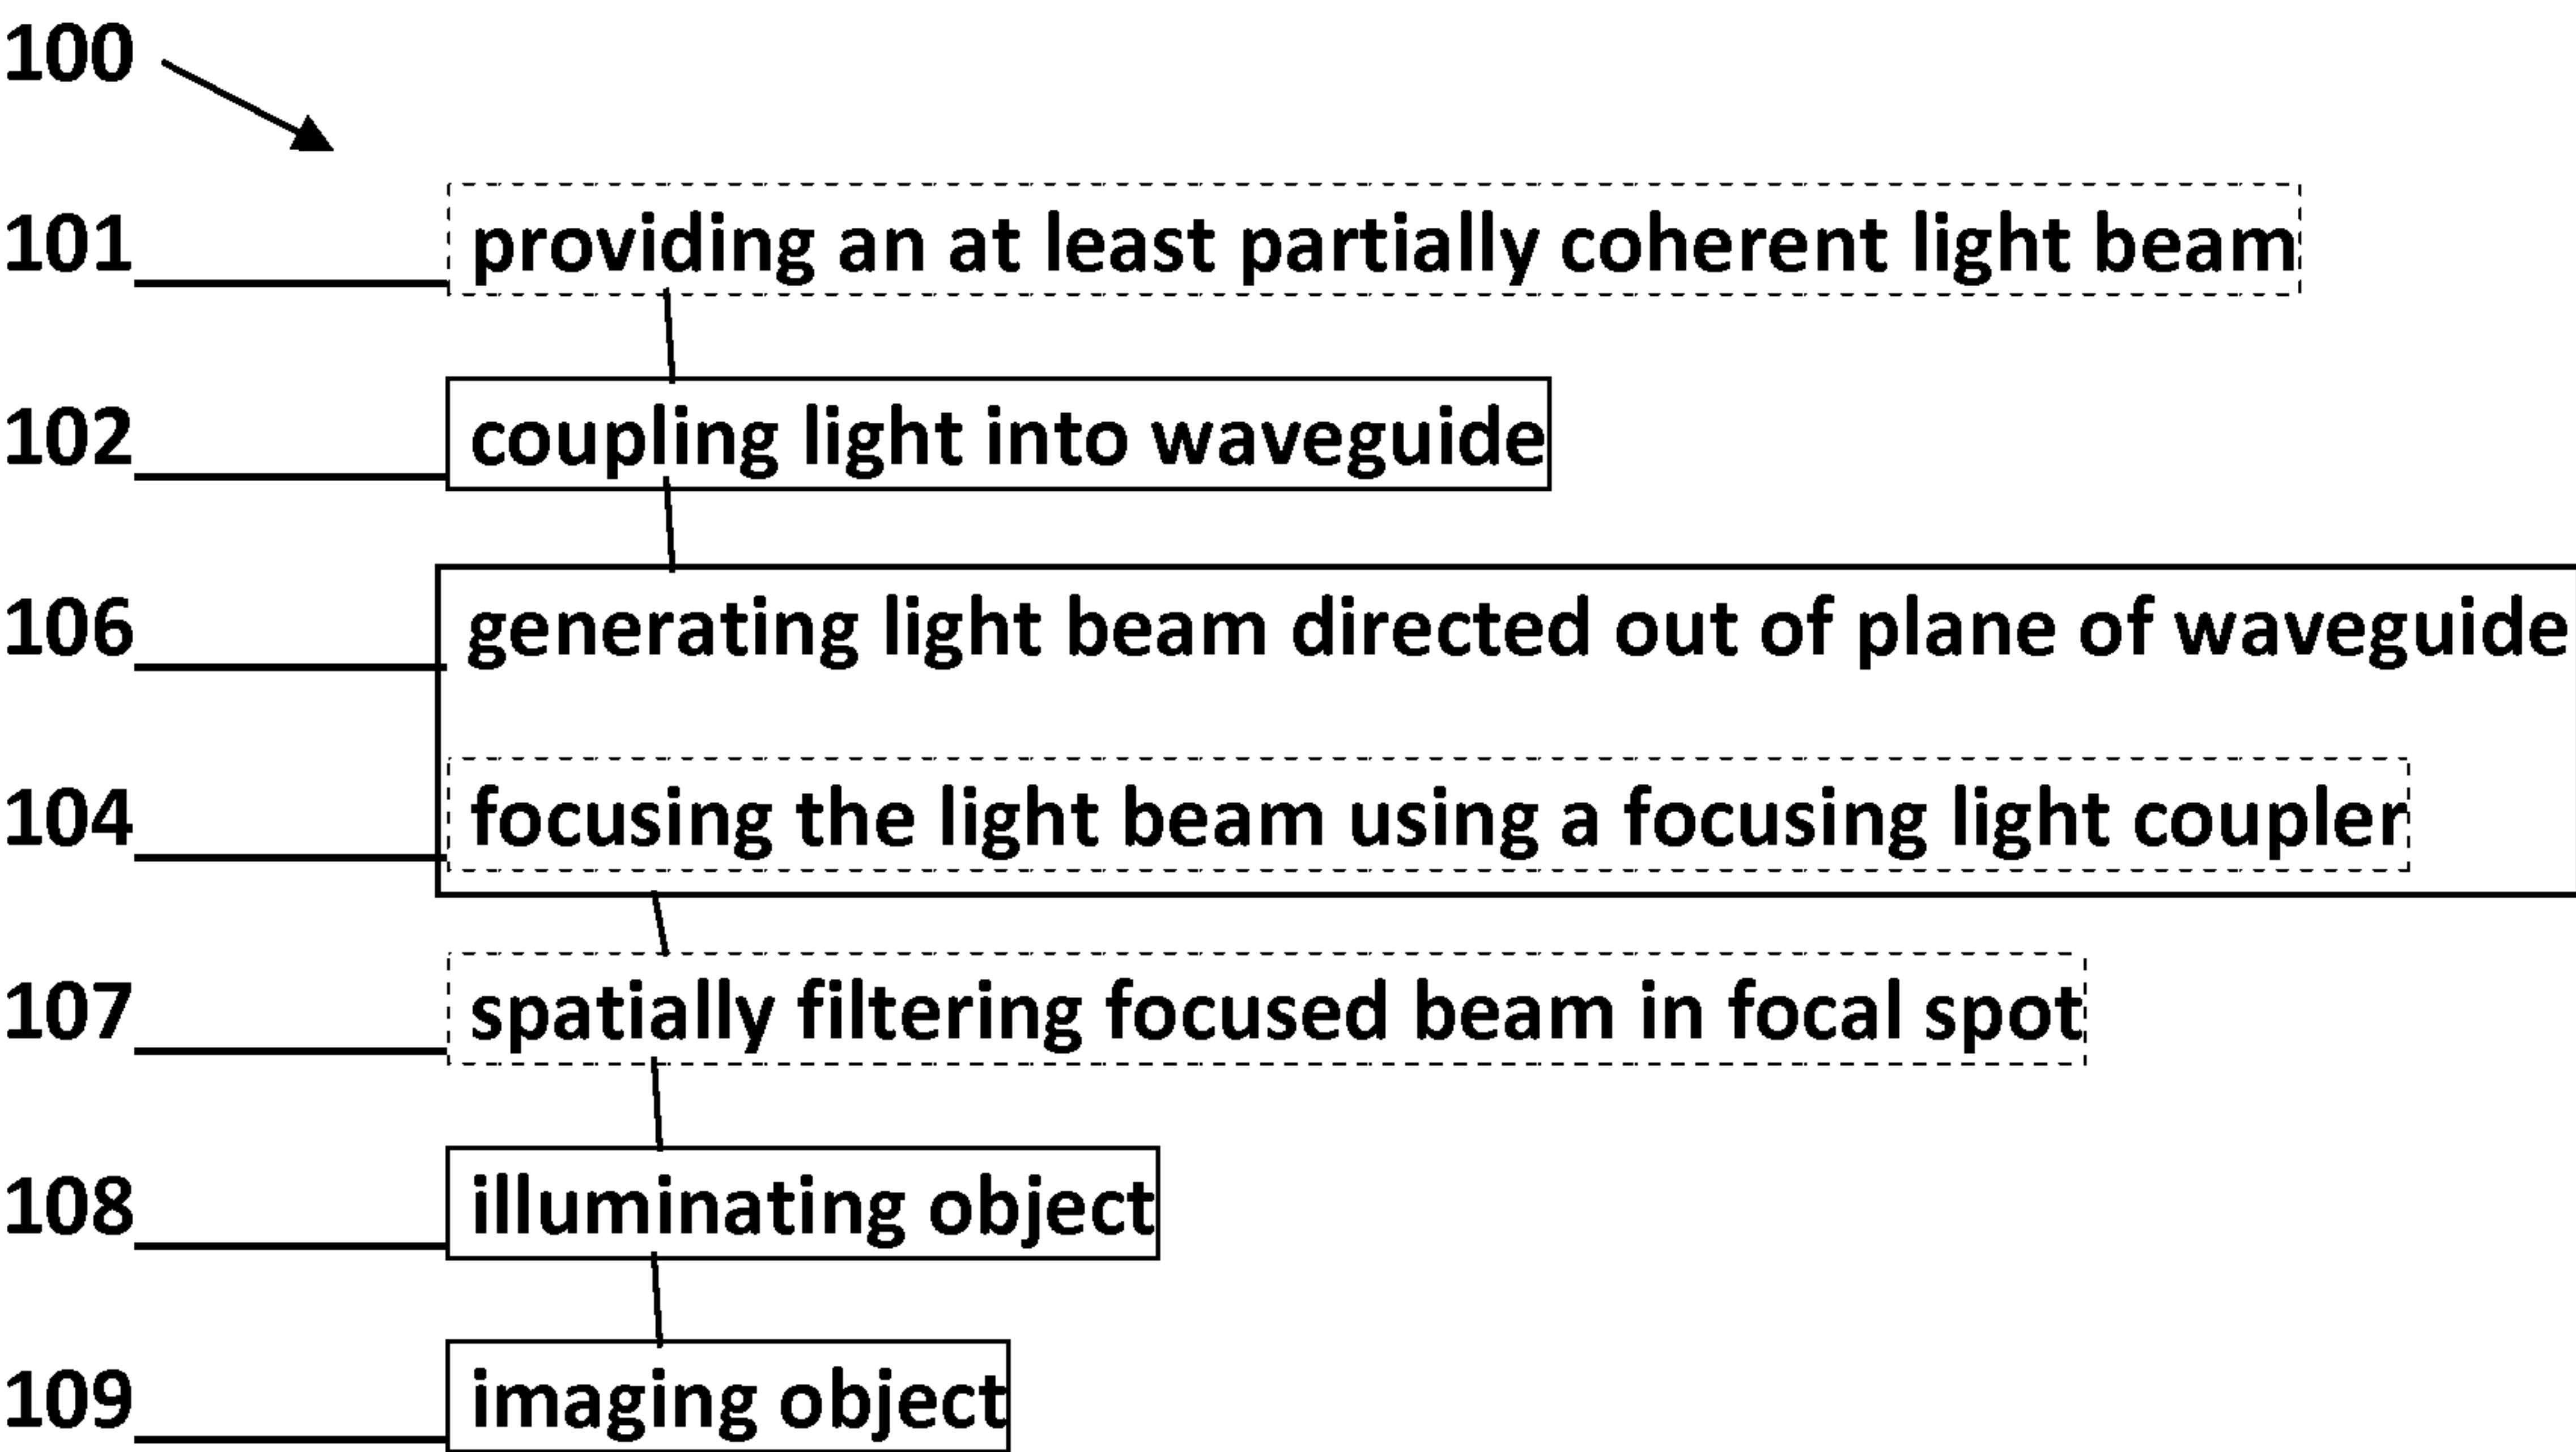 100
101 providing an at least partially coherent light beam
102 coupling light into waveguide
106 generating light beam directed out of plane of waveguide
104 focusing the light beam using a focusing light coupler
107 spatially filtering focused beam in focal spot
108 illuminating object
109 imaging object